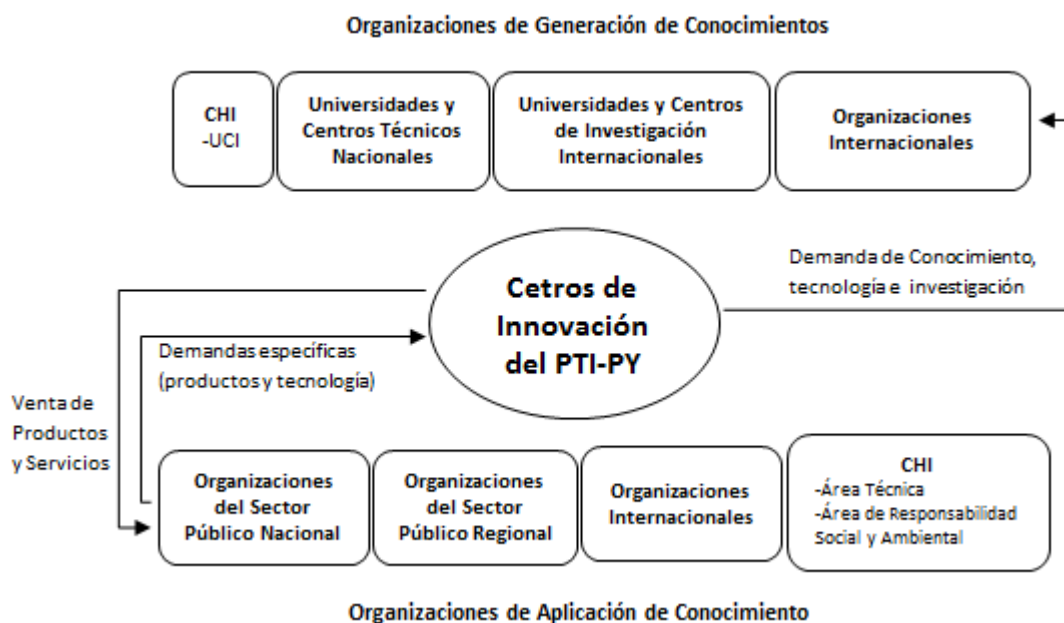 Organizaciones de Generación de Conocimientos
CHI
-UCI
Universidades y
Centros Técnicos
Nacionales
Universidades y Centros
de Investigación
Internacionales
Organizaciones
Internacionales
Demanda de Conocimiento,
tecnología e investigación
Cetros de
Innovación
del PTI-PY
Demandas específicas
(productos y tecnología)
Venta de
Productos
y Servicios
Organizaciones
del Sector
Público Nacional
Organizaciones
del Sector
Público Regional
Organizaciones
Internacionales
CHI
-Área Técnica
-Área de Responsabilidad
Social y Ambiental
Organizaciones de Aplicación de Conocimiento